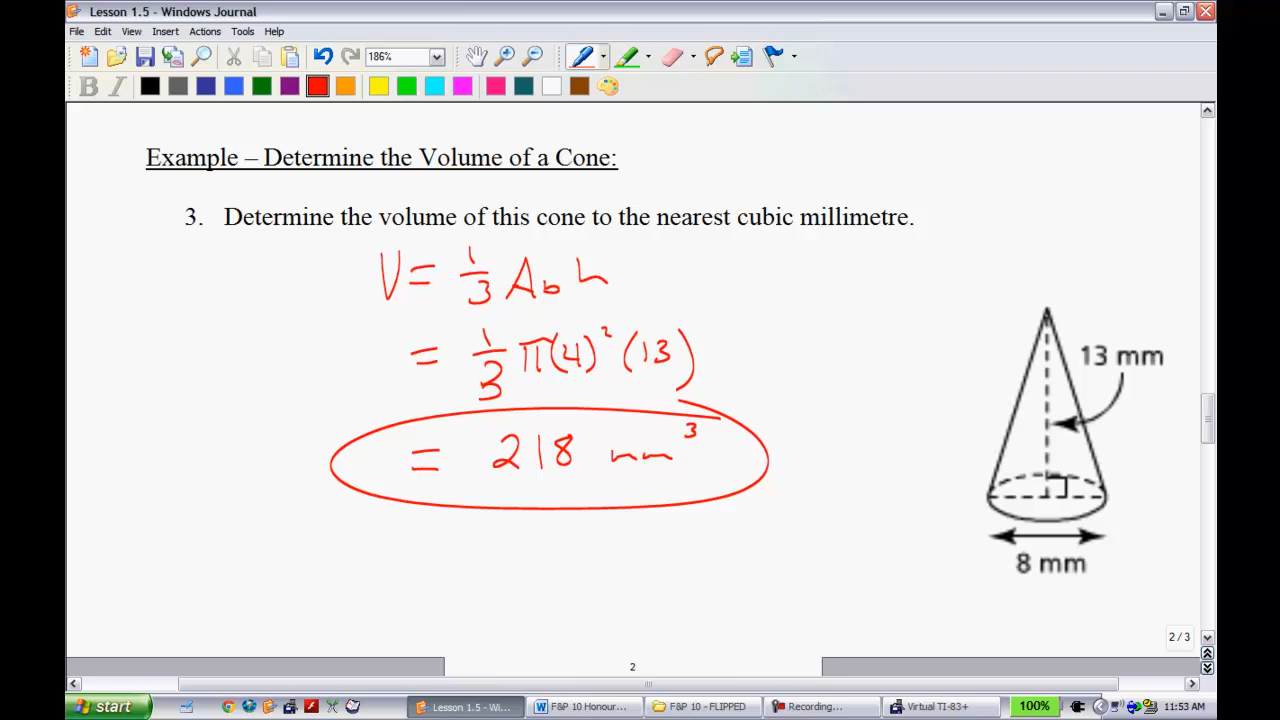 Lesson 1.5 - Windows Journal
File Edit View Insert Actions Tools Help
186%
B I
Example – Determine the Volume of a Cone:
3. Determine the volume of this cone to the nearest cubic millimetre.
V = 1/3 Ab h
= 1/3 π(4)² (13)
= 218 mm³
13 mm
8 mm
2 / 3
2
start Lesson 1.5 - Wi... F&P 10 Honour... F&P 10 - FLIPPED Recording... Virtual TI-83+ 100% 11:53 AM